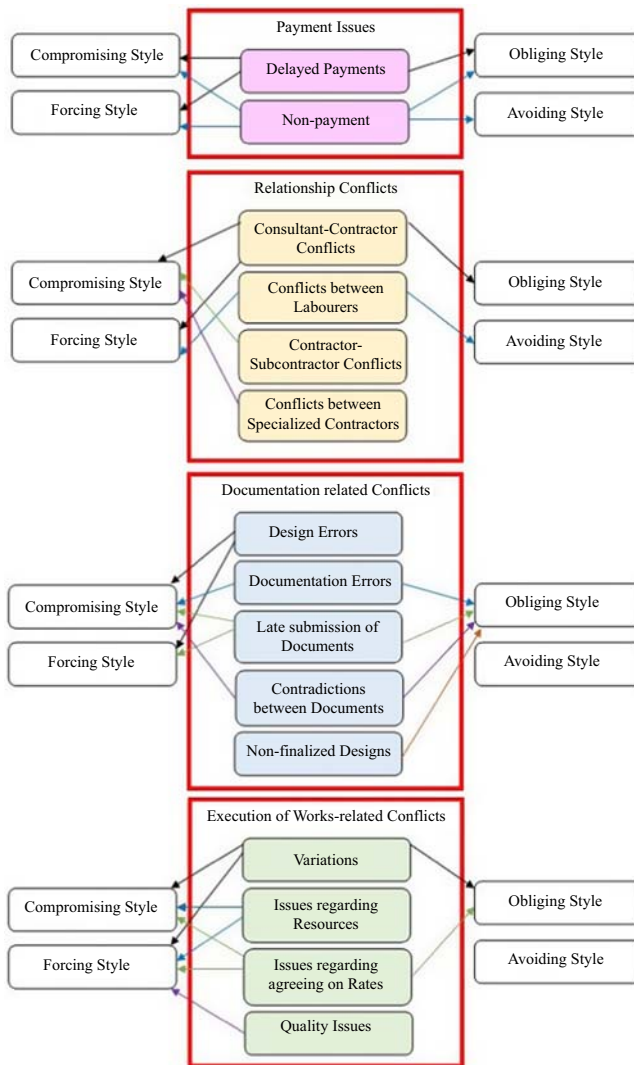 Payment Issues
Compromising Style
Delayed Payments
Obliging Style
Forcing Style
Non-payment
Avoiding Style
Relationship Conflicts
Consultant-Contractor
Conflicts
Compromising Style
Conflicts between
Labourers
Obliging Style
Forcing Style
Contractor-
Subcontractor Conflicts
Avoiding Style
Conflicts between
Specialized Contractors
Documentation related Conflicts
Design Errors
Documentation Errors
Compromising Style
Obliging Style
Late submission of
Documents
Forcing Style
Avoiding Style
Contradictions
between Documents
Non-finalized Designs
Execution of Works-related Conflicts
Variations
Compromising Style
Issues regarding
Resources
Obliging Style
Forcing Style
Issues regarding
agreeing on Rates
Avoiding Style
Quality Issues